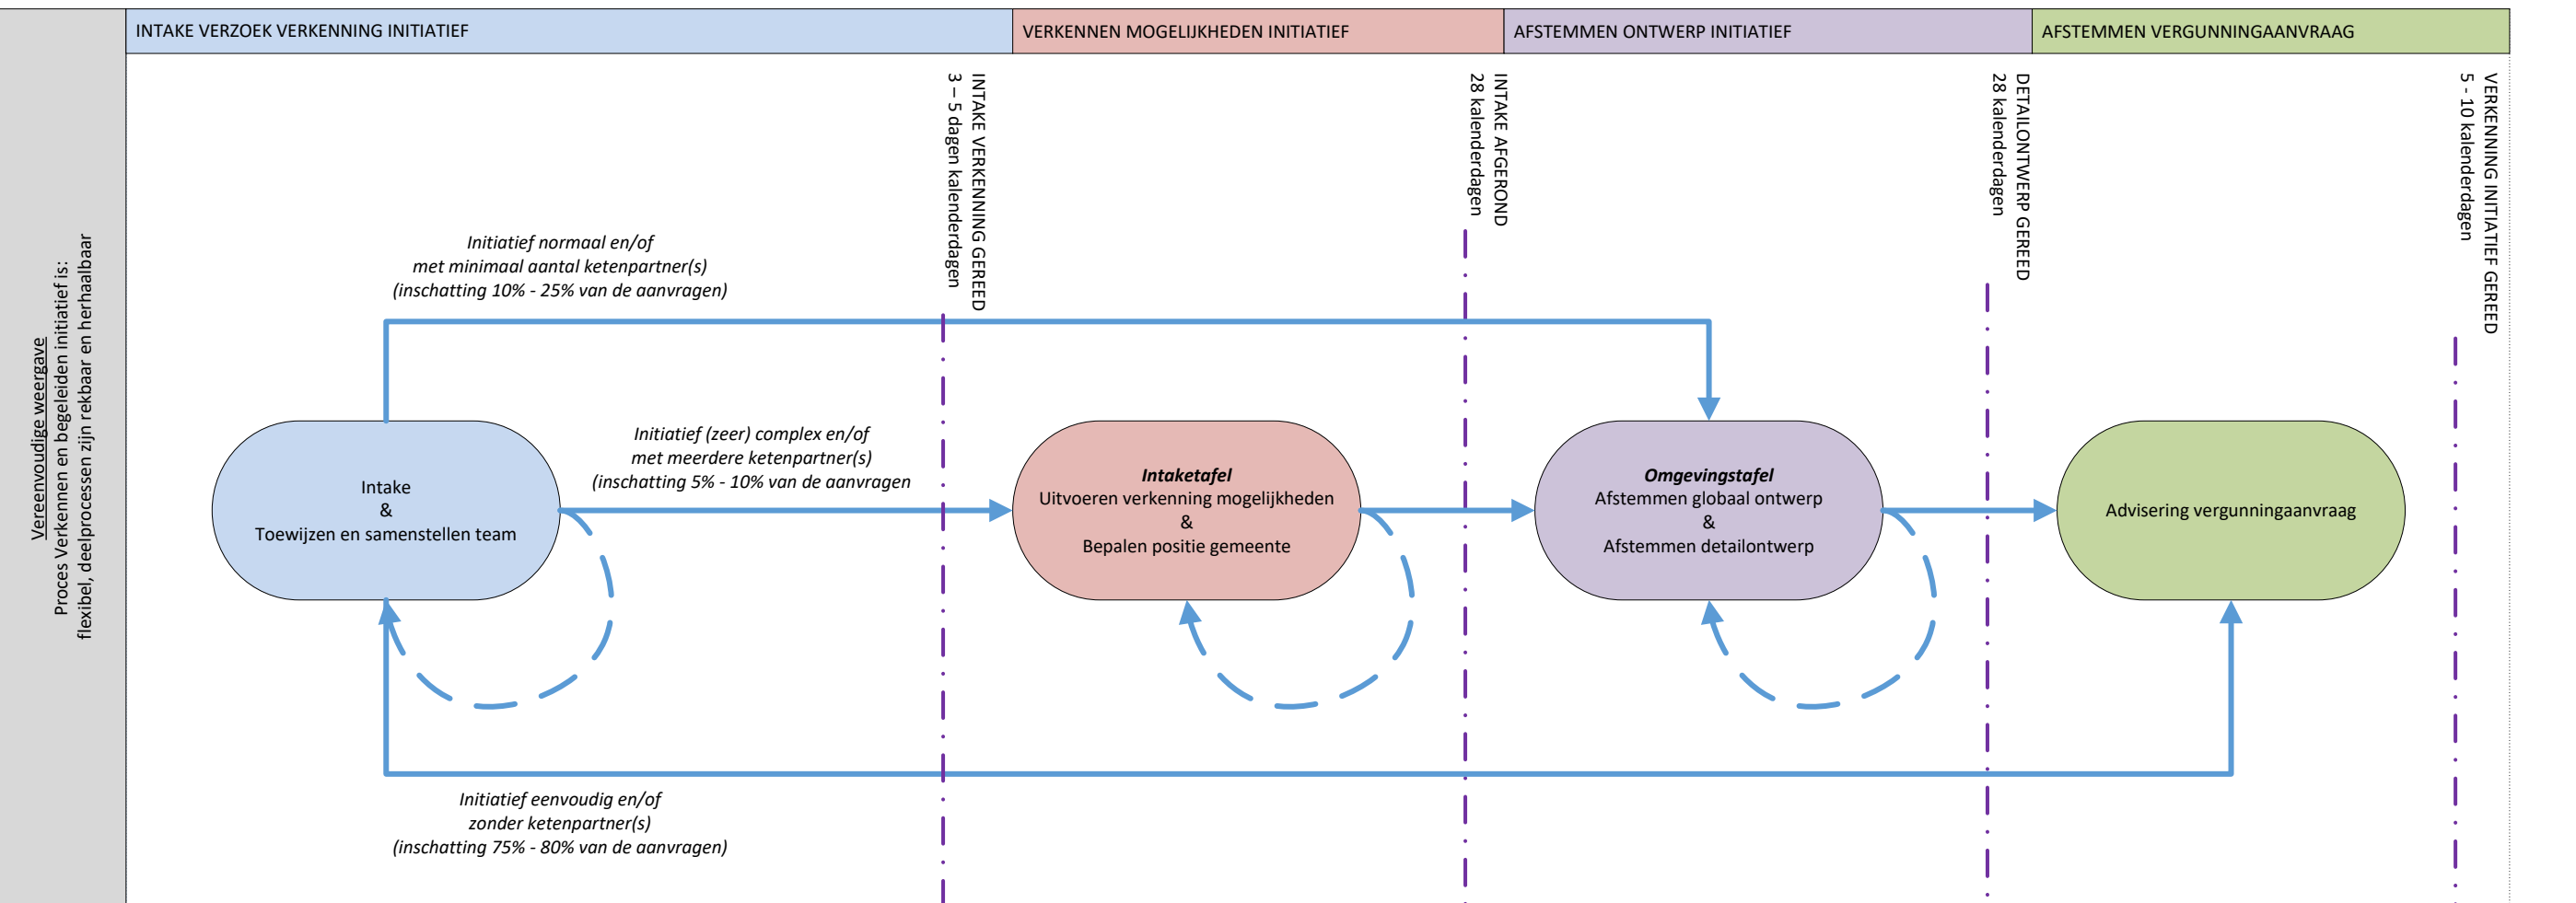 INTAKE VERZOEK VERKENNING INITIATIEF
VERKENNEN MOGELIJKHEDEN INITIATIEF
AFSTEMMEN ONTWERP INITIATIEF
AFSTEMMEN VERGUNNINGAANVRAAG
Vereenvoudige weergave
Proces Verkennen en begeleiden initiatief is:
flexibel, deelprocessen zijn rekbaar en herhaalbaar
INTAKE VERKENNING GEREED
3 – 5 dagen kalenderdagen
INTAKE AFGEROND
28 kalenderdagen
DETAILONTWERP GEREED
28 kalenderdagen
VERKENNING INITIATIEF GEREED
5 - 10 kalenderdagen
Initiatief normaal en/of
met minimaal aantal ketenpartner(s)
(inschatting 10% - 25% van de aanvragen)
Initiatief (zeer) complex en/of
met meerdere ketenpartner(s)
(inschatting 5% - 10% van de aanvragen
Intake
&
Toewijzen en samenstellen team
Intaketafel
Uitvoeren verkenning mogelijkheden
&
Bepalen positie gemeente
Omgevingstafel
Afstemmen globaal ontwerp
&
Afstemmen detailontwerp
Advisering vergunningaanvraag
Initiatief eenvoudig en/of
zonder ketenpartner(s)
(inschatting 75% - 80% van de aanvragen)